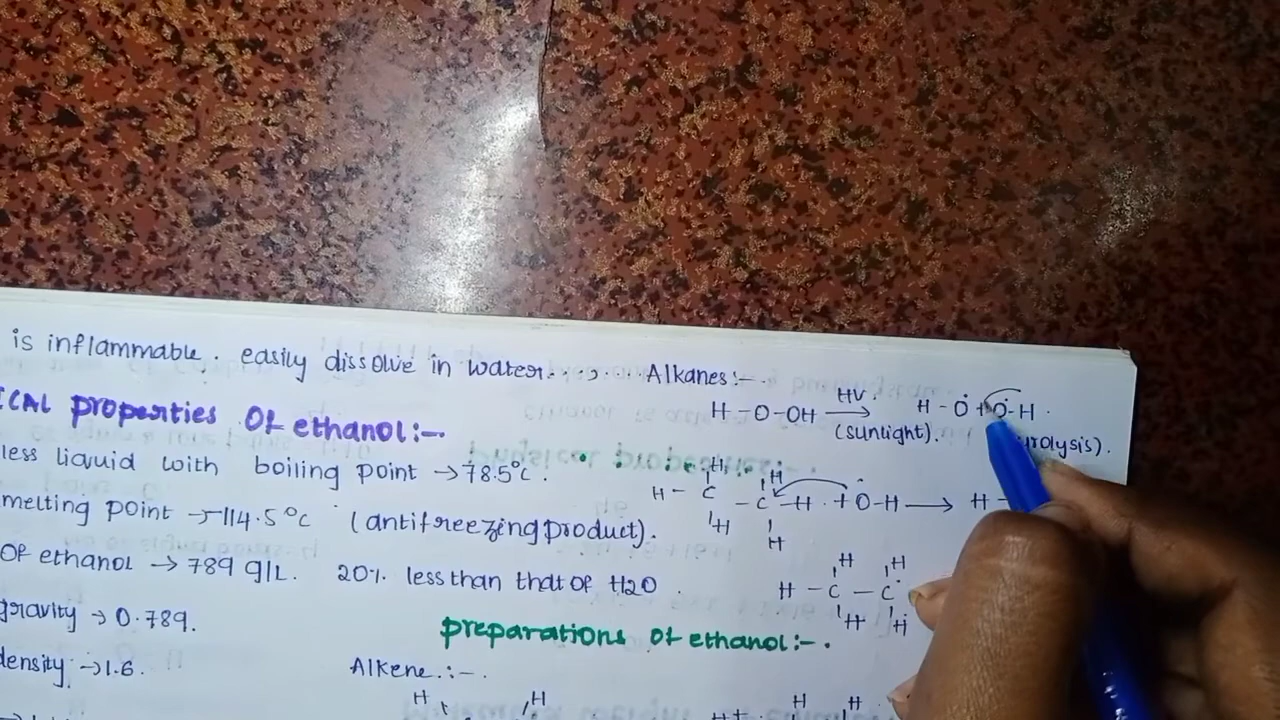 is inflammable. easily dissolve in water.
ICAL properties Of ethanol:-.
less liquid with boiling point → 78.5°C.
melting point → -114.5°C (antifreezing product).
Of ethanol → 789 g/L. 20% less than that of H2O.
gravity → 0.789.
density → 1.6.
Alkanes:-.
H-O-OH → H-Ȯ + Ȯ-H.
HV.
(sunlight).
rolysis).
H H
H - C - C - H + Ȯ-H → H -
H H
H H
H - C - C
H H
preparations Of ethanol:-.
Alkene.:-.
H H H H
H+